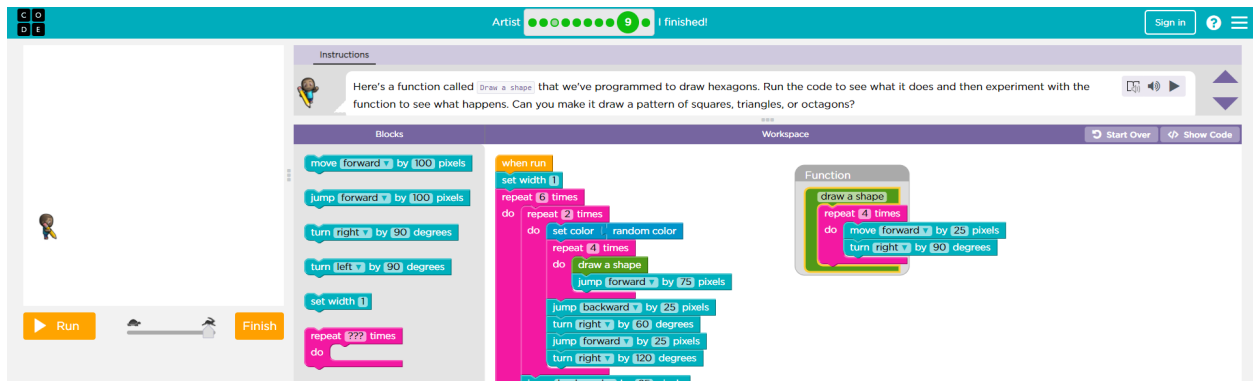 C O
D E
Artist
9
I finished!
Sign in
?
Instructions
Here's a function called Draw a shape that we've programmed to draw hexagons. Run the code to see what it does and then experiment with the
function to see what happens. Can you make it draw a pattern of squares, triangles, or octagons?
Blocks
Workspace
Start Over
</> Show Code
move forward by 100 pixels
jump forward by 100 pixels
turn right by 90 degrees
turn left by 90 degrees
set width 1
repeat ??? times
do
Run
Finish
when run
set width 1
repeat 6 times
do repeat 2 times
do set color random color
repeat 4 times
do draw a shape
jump forward by 75 pixels
jump backward by 25 pixels
turn right by 60 degrees
jump forward by 25 pixels
turn right by 120 degrees
Function
draw a shape
repeat 4 times
do move forward by 25 pixels
turn right by 90 degrees